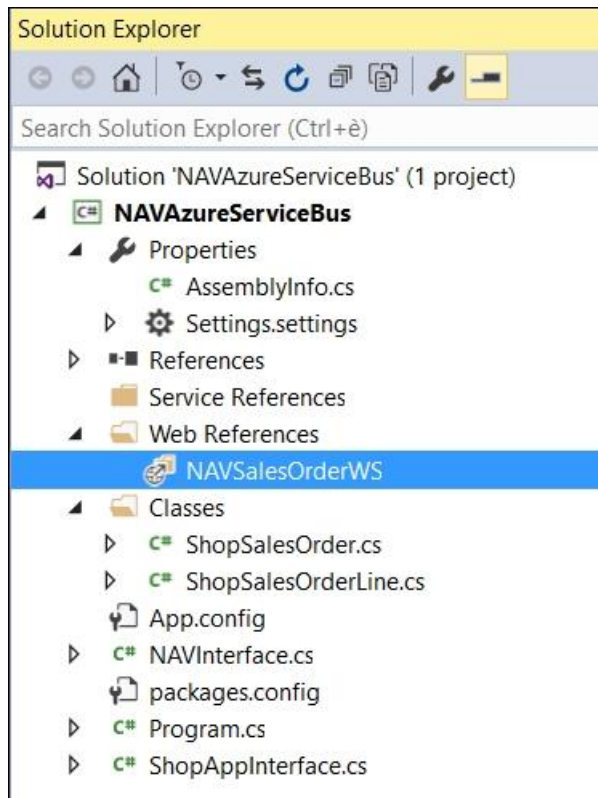 Solution Explorer
Search Solution Explorer (Ctrl+è)
Solution 'NAVAzureServiceBus' (1 project)
C# NAVAzureServiceBus
Properties
C# AssemblyInfo.cs
Settings.settings
References
Service References
Web References
NAVSalesOrderWS
Classes
C# ShopSalesOrder.cs
C# ShopSalesOrderLine.cs
App.config
C# NAVInterface.cs
packages.config
C# Program.cs
C# ShopAppInterface.cs